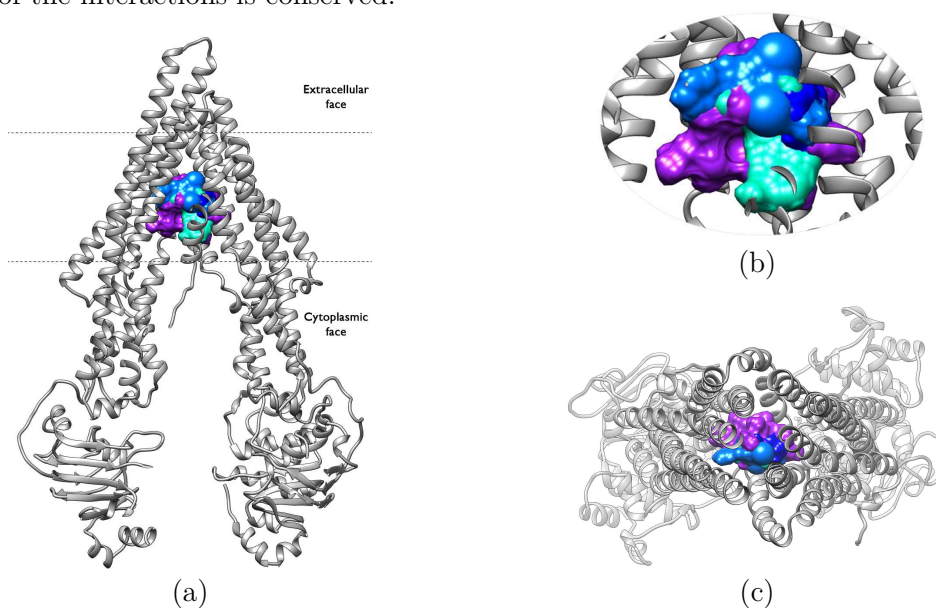 of the interactions is conserved.
Extracellular
face
(b)
Cytoplasmic
face
(a)
(c)